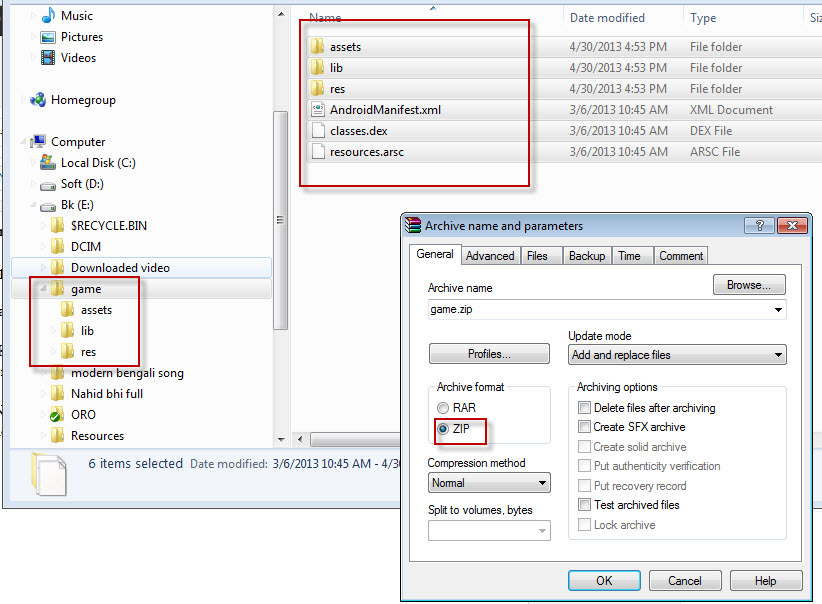 Music
Pictures
Videos
Homegroup
Computer
Local Disk (C:)
Soft (D:)
Bk (E:)
$RECYCLE.BIN
DCIM
Downloaded video
game
assets
lib
res
modern bengali song
Nahid bhi full
ORO
Resources
Name Date modified Type
assets 4/30/2013 4:53 PM File folder
lib 4/30/2013 4:53 PM File folder
res 4/30/2013 4:53 PM File folder
AndroidManifest.xml 3/6/2013 10:45 AM XML Document
classes.dex 3/6/2013 10:45 AM DEX File
resources.arsc 3/6/2013 10:45 AM ARSC File
6 items selected Date modified: 3/6/2013 10:45 AM - 4/30
Archive name and parameters
General Advanced Files Backup Time Comment
Archive name
Browse...
game.zip
Profiles...
Update mode
Add and replace files
Archive format
RAR
ZIP
Compression method
Normal
Split to volumes, bytes
Archiving options
Delete files after archiving
Create SFX archive
Create solid archive
Put authenticity verification
Put recovery record
Test archived files
Lock archive
OK Cancel Help